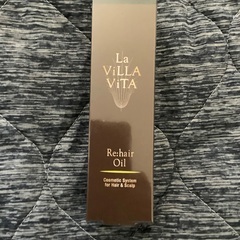 La
ViLLA
ViTA
Re:hair
Oil
Cosmetic System
for Hair & Scalp